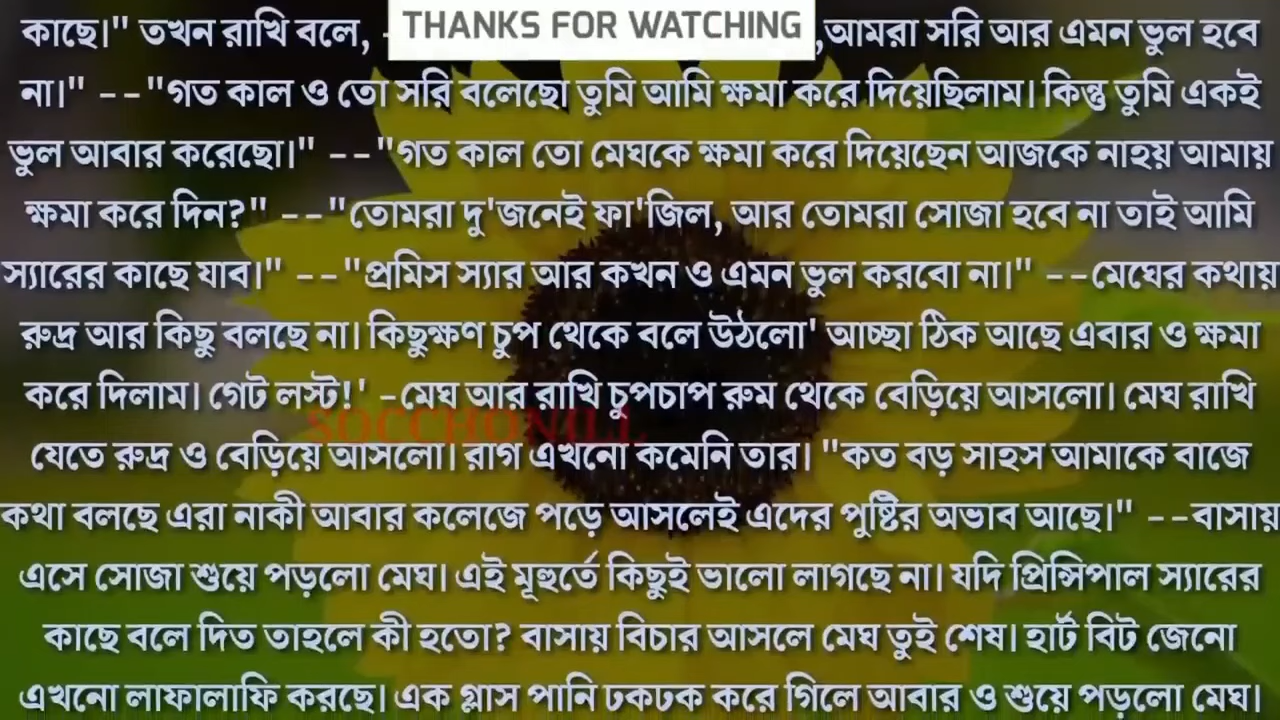 THANKS FOR WATCHING
কাছে।" তখন রাখি বলে, ,আমরা সরি আর এমন ভুল হবে
না।" --"গত কাল ও তো সরি বলেছো তুমি আমি ক্ষমা করে দিয়েছিলাম। কিন্তু তুমি একই
ভুল আবার করেছো।" --"গত কাল তো মেঘকে ক্ষমা করে দিয়েছেন আজকে নাহয় আমায়
ক্ষমা করে দিন?" --"তোমরা দু'জনেই ফা'জিল, আর তোমরা সোজা হবে না তাই আমি
স্যারের কাছে যাব।" --"প্রমিস স্যার আর কখন ও এমন ভুল করবো না।" --মেঘের কথায়
রুদ্র আর কিছু বলছে না। কিছুক্ষণ চুপ থেকে বলে উঠলো' আচ্ছা ঠিক আছে এবার ও ক্ষমা
করে দিলাম। গেট লস্ট!' -মেঘ আর রাখি চুপচাপ রুম থেকে বেড়িয়ে আসলো। মেঘ রাখি
SOCCHONILL
যেতে রুদ্র ও বেড়িয়ে আসলো। রাগ এখনো কমেনি তার। "কত বড় সাহস আমাকে বাজে
কথা বলছে এরা নাকী আবার কলেজে পড়ে আসলেই এদের পুষ্টির অভাব আছে।" --বাসায়
এসে সোজা শুয়ে পড়লো মেঘ। এই মূহুর্তে কিছুই ভালো লাগছে না। যদি প্রিন্সিপাল স্যারের
কাছে বলে দিত তাহলে কী হতো? বাসায় বিচার আসলে মেঘ তুই শেষ। হার্ট বিট জেনো
এখনো লাফালাফি করছে। এক গ্লাস পানি ঢকঢক করে গিলে আবার ও শুয়ে পড়লো মেঘ।